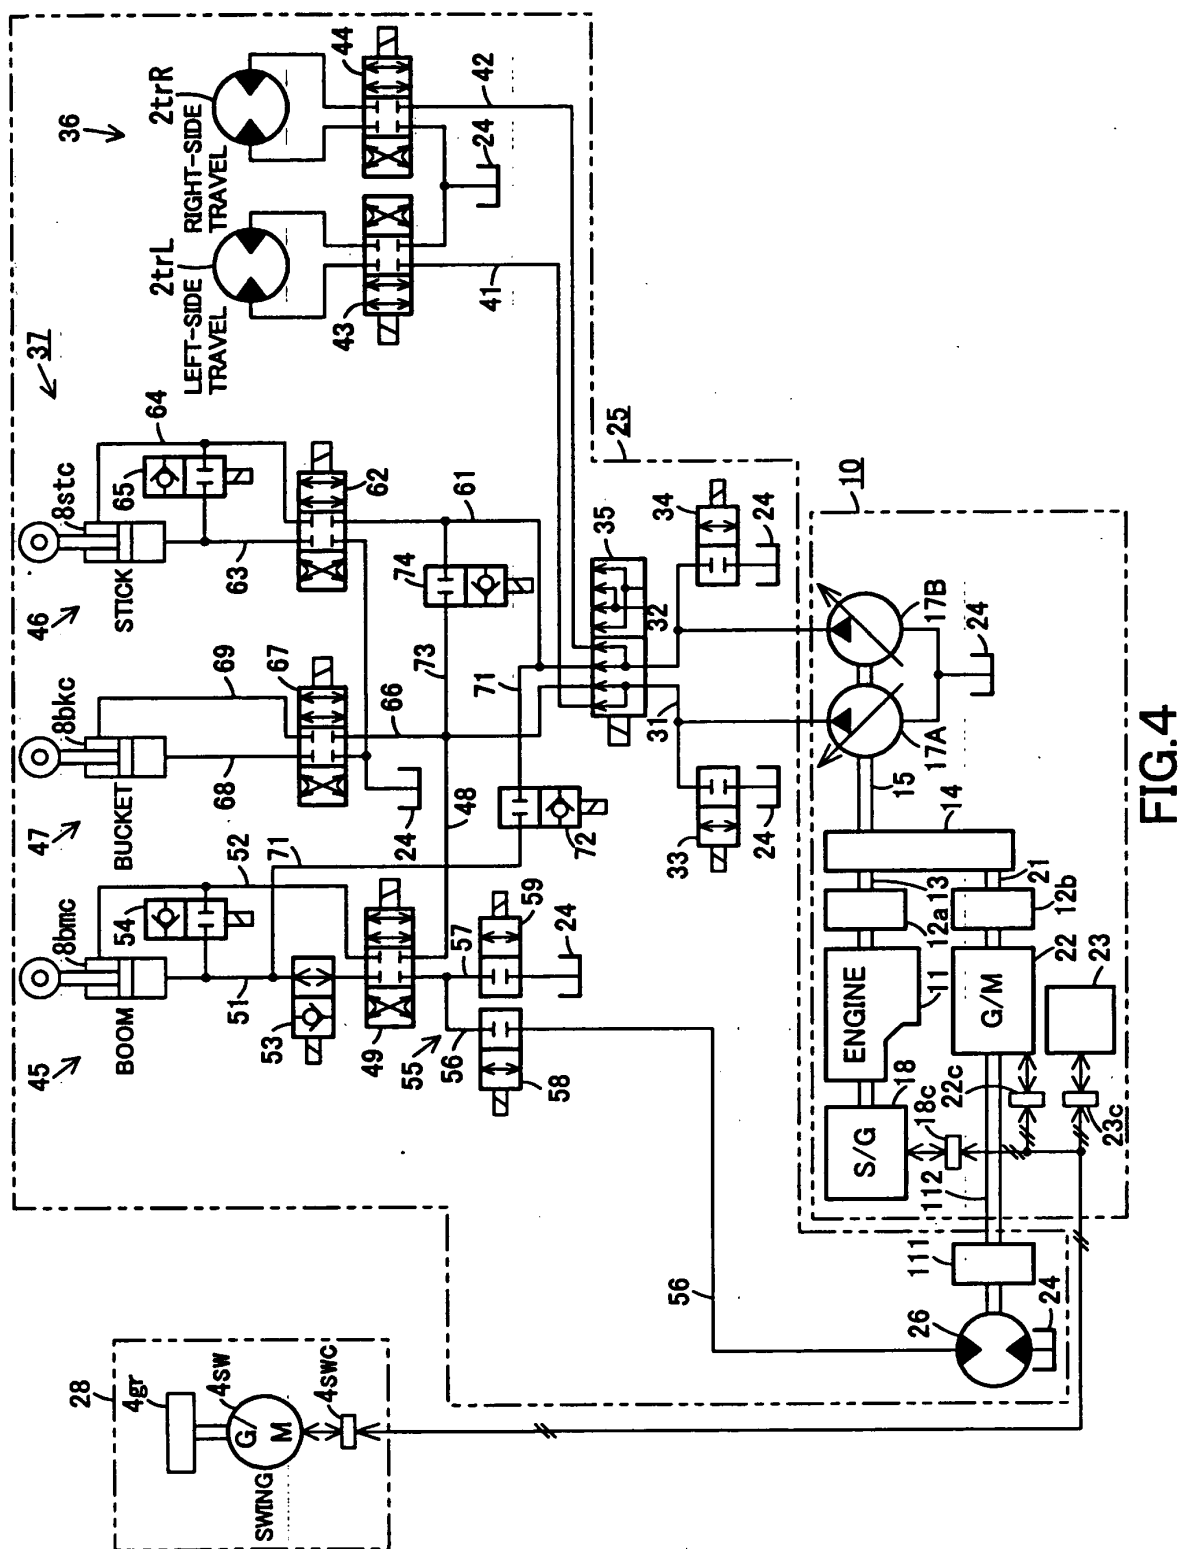 37
36
46
STICK
8stc
65
64
63
62
47
BUCKET
8bkc
69
68
67
66
24
45
BOOM
8bmc
54
52
51
53
71
49
48
55
56
57
58
59
24
72
71
73
74
61
LEFT-SIDE
TRAVEL
2trL
RIGHT-SIDE
TRAVEL
2trR
43
44
41
42
24
25
35
32
31
33
24
34
24
28
4gr
4sw
G/
M
SWING
4swc
56
26
24
111
112
10
S/G
18
18c
ENGINE
11
12a
13
14
15
17A
17B
24
21
12b
G/M
22
22c
23
23c
FIG.4